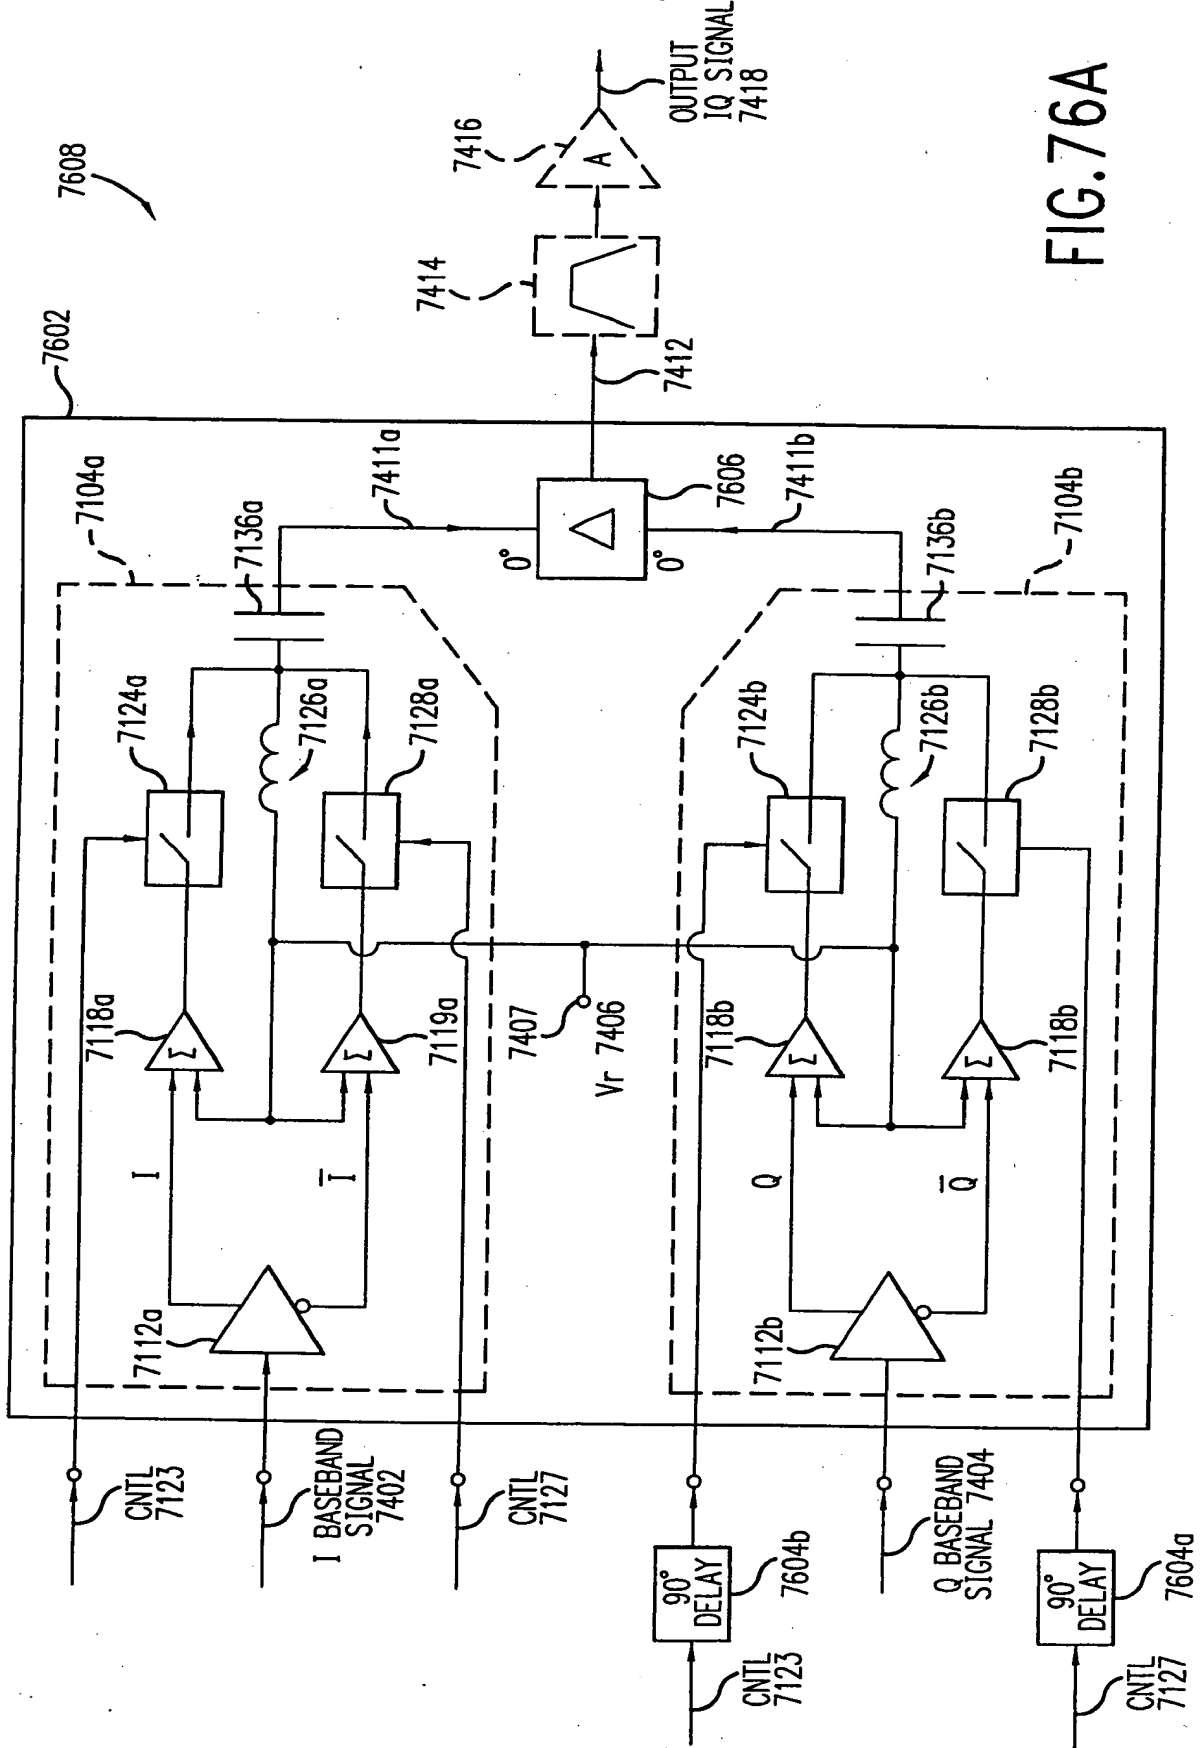 7608
7602
7104a
7136a
7411a
7124a
7126a
7128a
0°
0°
7606
7411b
7412
7414
7416
A
OUTPUT
IQ SIGNAL
7418
7118a
Σ
Σ
7119a
I
I̅
7112a
CNTL
7123
I BASEBAND
SIGNAL
7402
CNTL
7127
7407
Vr 7406
7104b
7136b
7124b
7126b
7128b
7118b
Σ
Σ
7118b
Q
Q̅
7112b
90°
DELAY
7604b
CNTL
7123
Q BASEBAND
SIGNAL 7404
90°
DELAY
7604a
CNTL
7127
FIG.76A